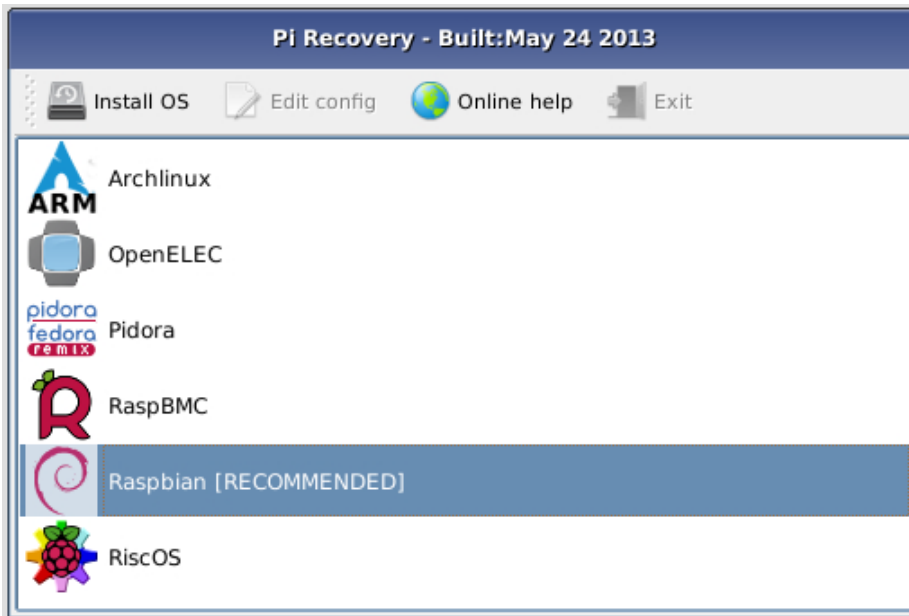 Pi Recovery - Built:May 24 2013
Install OS Edit config Online help Exit
ARM Archlinux
OpenELEC
pidora
fedora
remix
Pidora
RaspBMC
Raspbian [RECOMMENDED]
RiscOS